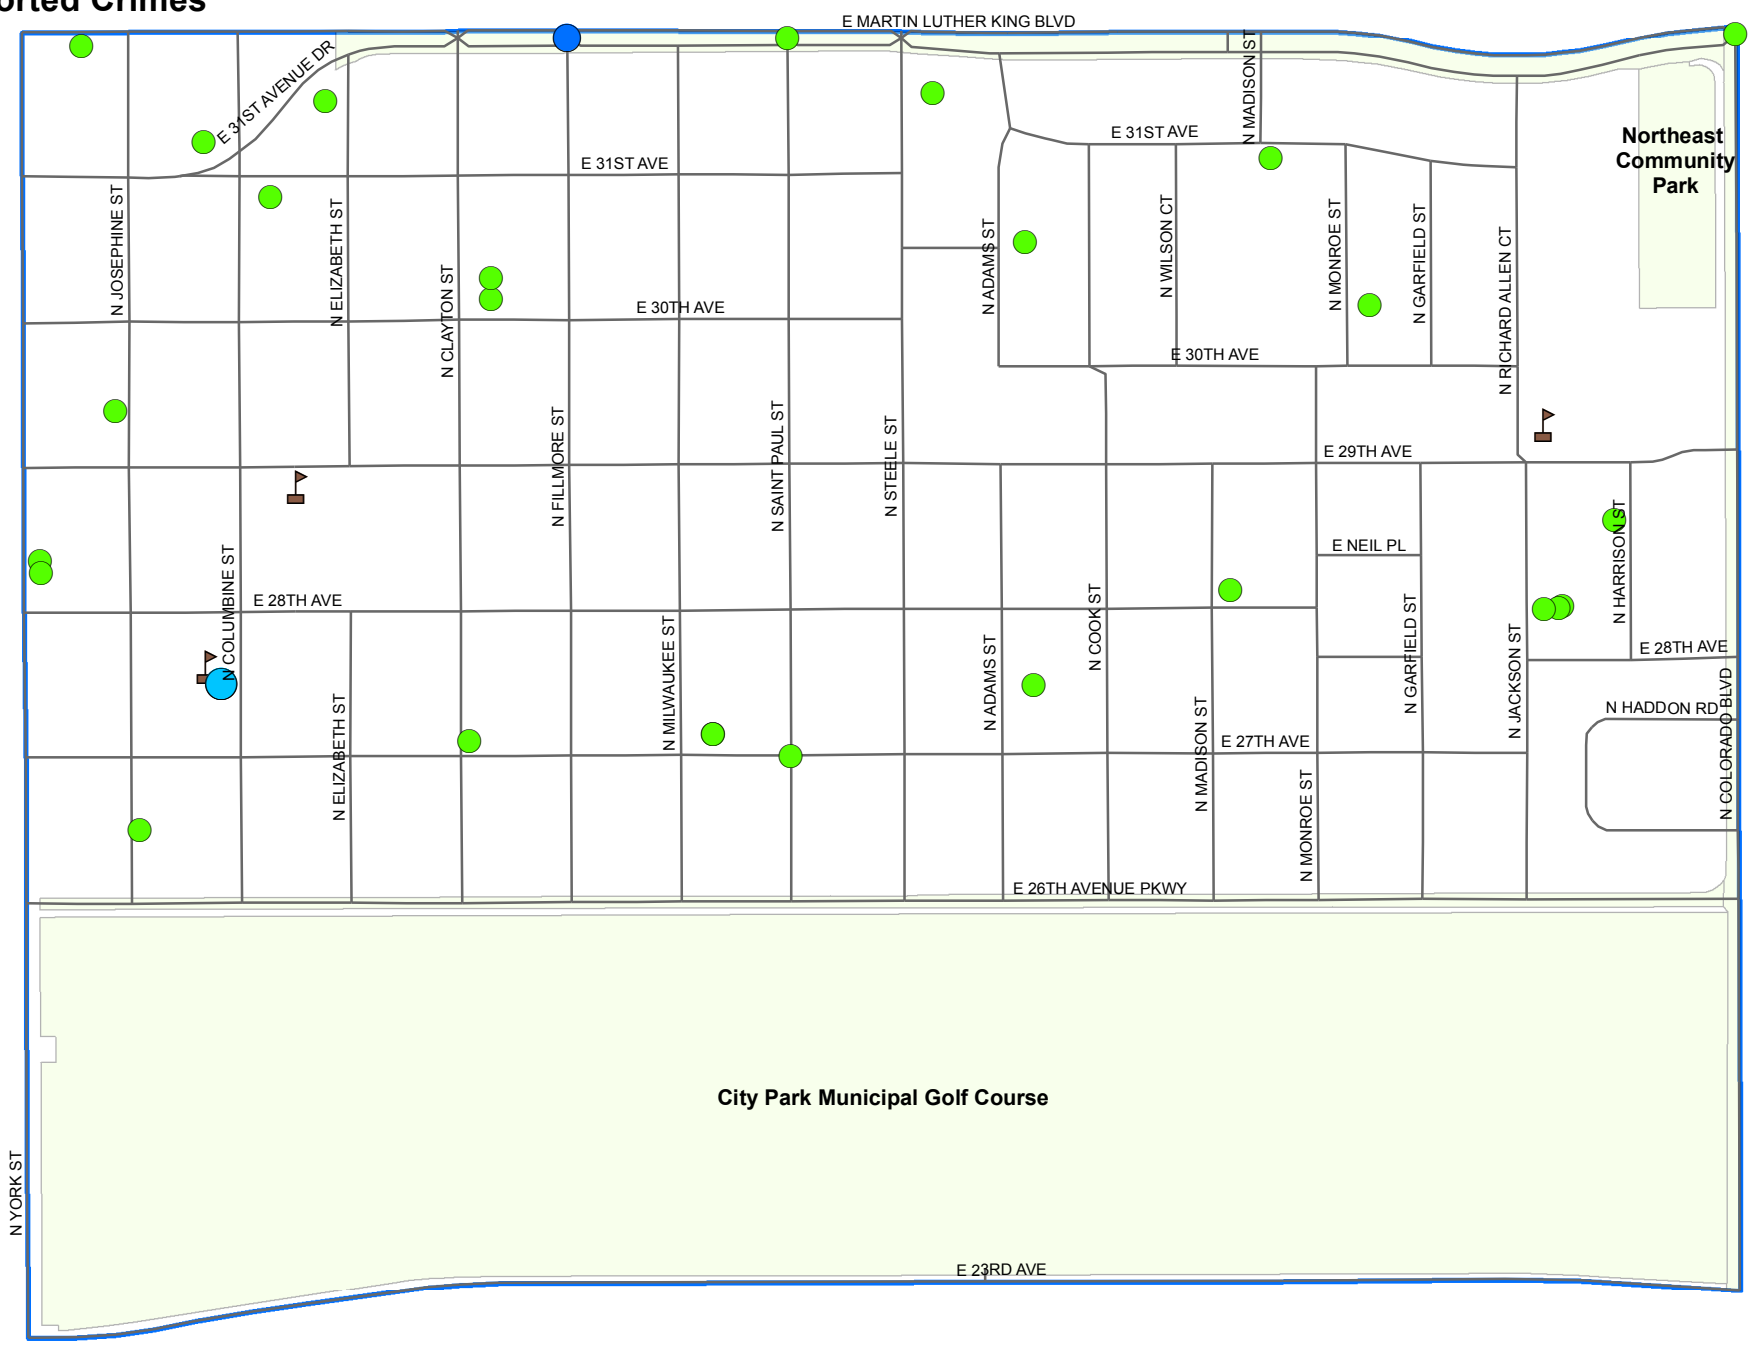 E MARTIN LUTHER KING BLVD
E 31ST AVENUE DR
N MADISON ST
E 31ST AVE
E 31ST AVE
Northeast
Community
Park
N JOSEPHINE ST
N ELIZABETH ST
N CLAYTON ST
N ADAMS ST
N WILSON CT
N MONROE ST
N GARFIELD ST
N RICHARD ALLEN CT
E 30TH AVE
E 30TH AVE
N FILLMORE ST
N SAINT PAUL ST
N STEELE ST
E 29TH AVE
N HARRISON ST
E NEIL PL
N COLUMBINE ST
E 28TH AVE
N COOK ST
N GARFIELD ST
N MILWAUKEE ST
N ADAMS ST
N JACKSON ST
E 28TH AVE
N ELIZABETH ST
N MADISON ST
N HADDON RD
N COLORADO BLVD
E 27TH AVE
N MONROE ST
E 26TH AVENUE PKWY
City Park Municipal Golf Course
N YORK ST
E 23RD AVE